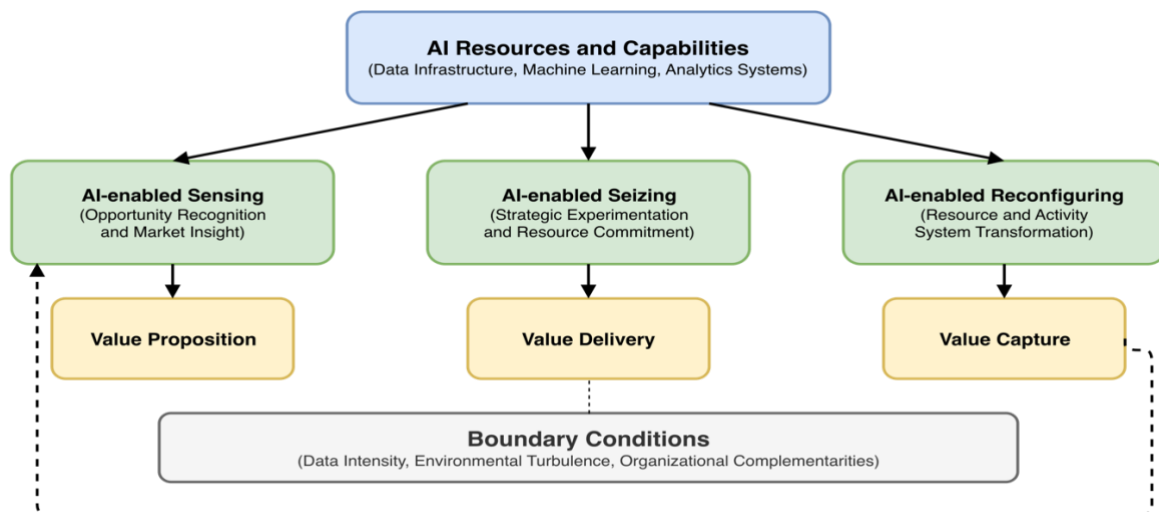 AI Resources and Capabilities
(Data Infrastructure, Machine Learning, Analytics Systems)
AI-enabled Sensing
(Opportunity Recognition
and Market Insight)
AI-enabled Seizing
(Strategic Experimentation
and Resource Commitment)
AI-enabled Reconfiguring
(Resource and Activity
System Transformation)
Value Proposition
Value Delivery
Value Capture
Boundary Conditions
(Data Intensity, Environmental Turbulence, Organizational Complementarities)